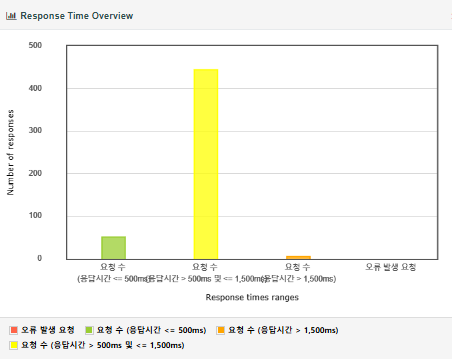 Response Time Overview
500
400
300
200
100
0
Number of responses
요청 수
(응답시간 <= 500ms)
요청 수
(응답시간 > 500ms 및 <= 1,500ms)
요청 수
(응답시간 > 1,500ms)
오류 발생 요청
Response times ranges
오류 발생 요청 요청 수 (응답시간 <= 500ms) 요청 수 (응답시간 > 1,500ms)
요청 수 (응답시간 > 500ms 및 <= 1,500ms)